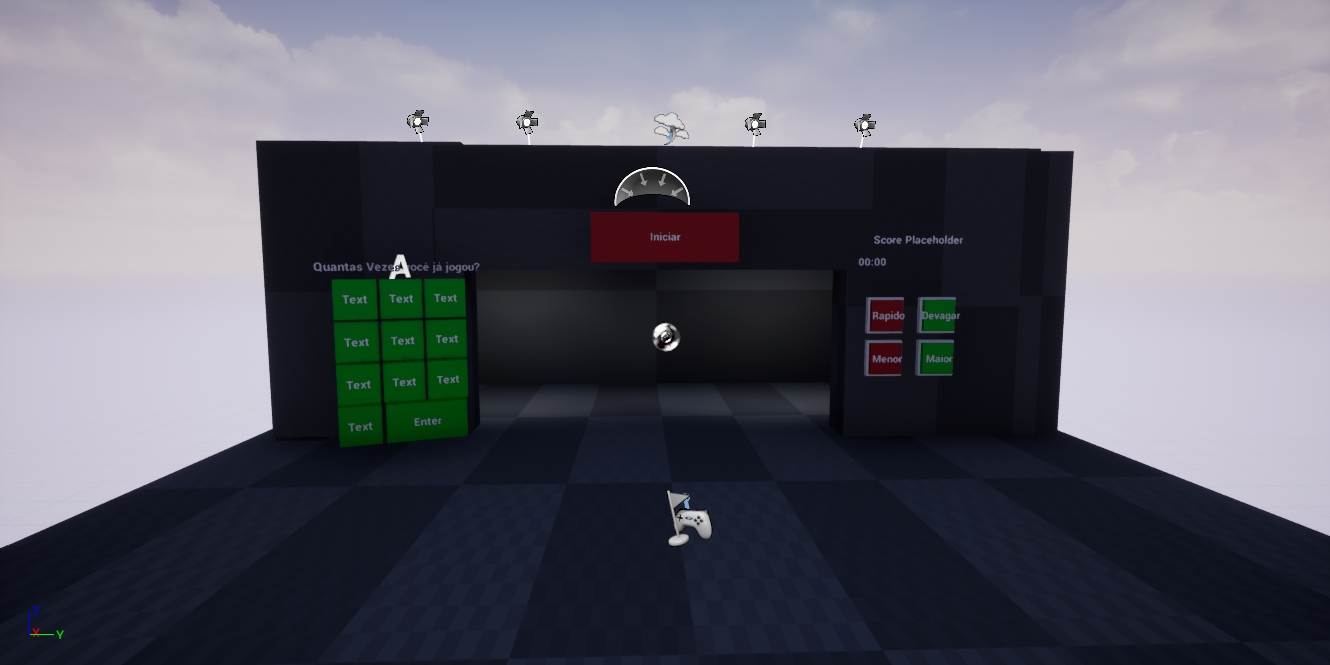 Iniciar
Score Placeholder
00:00
Quantas Vezes você já jogou?
A
Text Text Text
Text Text Text
Text Text Text
Text Enter
Rapido Devagar
Menor Maior
Z
X Y